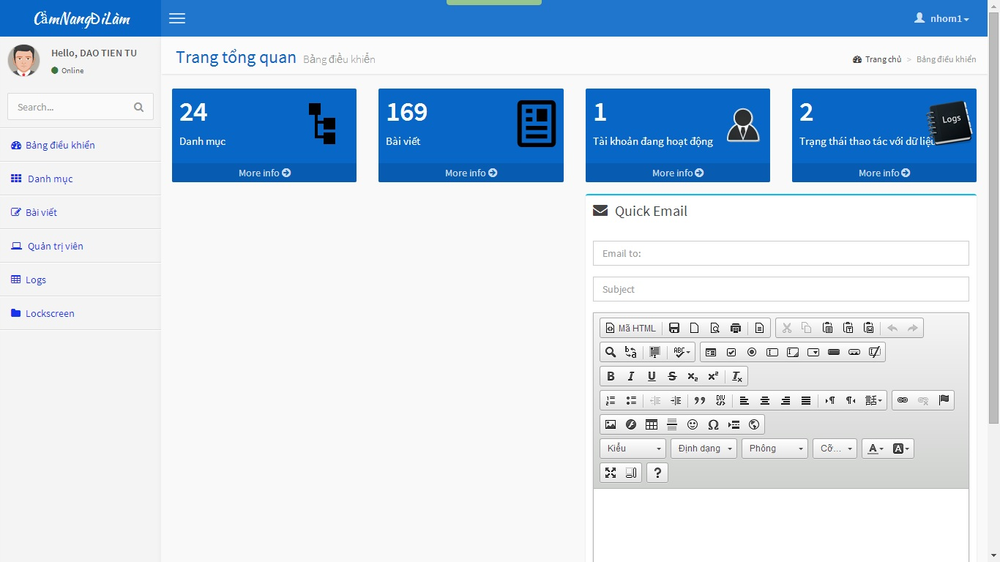 CẩmNangĐiLàm
nhom1
Hello, DAO TIEN TU
Online
Search...
Bảng điều khiển
Danh mục
Bài viết
Quản trị viên
Logs
Lockscreen
Trang tổng quan Bảng điều khiển
Trang chủ > Bảng điều khiển
24
Danh mục
More info
169
Bài viết
More info
1
Tài khoản đang hoạt động
More info
2
Trạng thái thao tác với dữ liệu
Logs
More info
Quick Email
Email to:
Subject
Mã HTML
Kiểu
Định dạng
Phông
Cỡ...